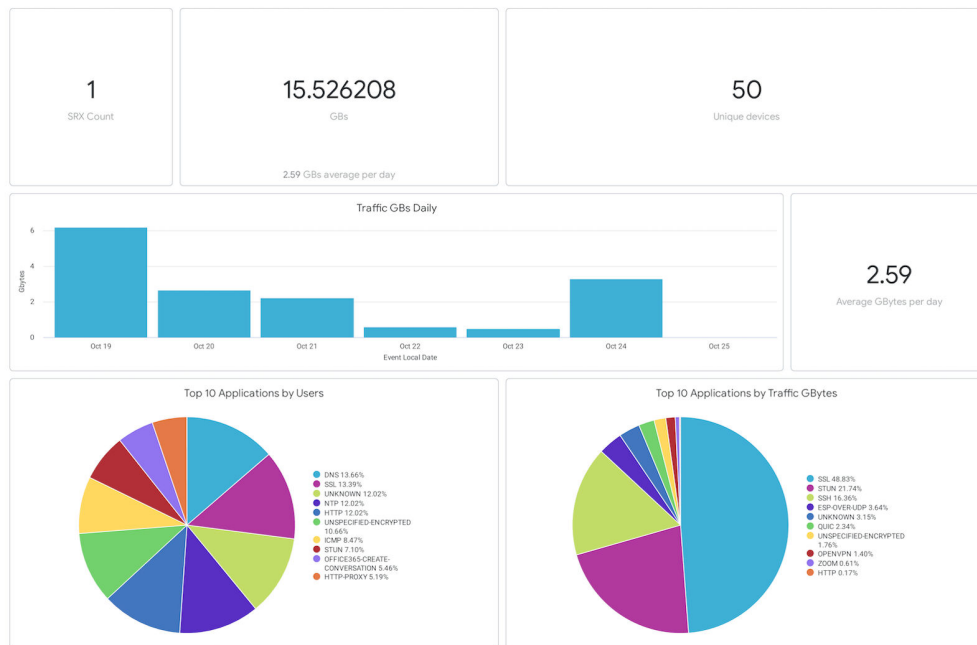 1
SRX Count
15.526208
GBs
2.59 GBs average per day
50
Unique devices
Traffic GBs Daily
Gbytes
6
4
2
0
Oct 19
Oct 20
Oct 21
Oct 22
Oct 23
Oct 24
Oct 25
Event Local Date
2.59
Average GBytes per day
Top 10 Applications by Users
DNS 13.66%
SSL 13.39%
UNKNOWN 12.02%
NTP 12.02%
HTTP 12.02%
UNSPECIFIED-ENCRYPTED
10.66%
ICMP 8.47%
STUN 7.10%
OFFICE365-CREATE-
CONVERSATION 5.46%
HTTP-PROXY 5.19%
Top 10 Applications by Traffic GBytes
SSL 48.83%
STUN 21.74%
SSH 16.36%
ESP-OVER-UDP 3.64%
UNKNOWN 3.15%
QUIC 2.34%
UNSPECIFIED-ENCRYPTED
1.76%
OPENVPN 1.40%
ZOOM 0.61%
HTTP 0.17%